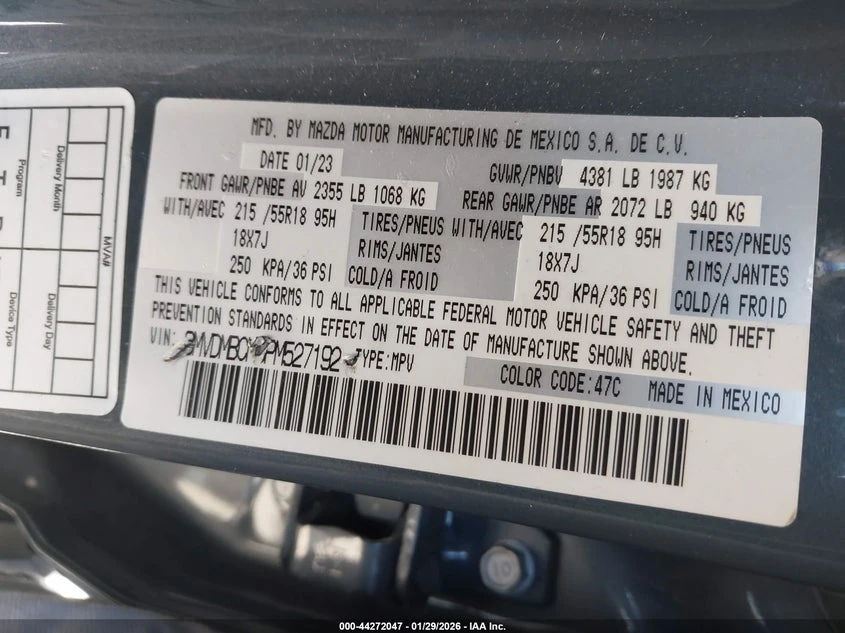 MFD. BY MAZDA MOTOR MANUFACTURING DE MEXICO S.A. DE C.V.
DATE 01/23
GVWR/PNBV 4381 LB 1987 KG
FRONT GAWR/PNBE AV 2355 LB 1068 KG
REAR GAWR/PNBE AR 2072 LB 940 KG
WITH/AVEC 215 /55R18 95H TIRES/PNEUS
18X7J RIMS/JANTES
250 KPA/36 PSI COLD/A FROID
WITH/AVEC 215 /55R18 95H TIRES/PNEUS
18X7J RIMS/JANTES
250 KPA/36 PSI COLD/A FROID
THIS VEHICLE CONFORMS TO ALL APPLICABLE FEDERAL MOTOR VEHICLE SAFETY AND THEFT
PREVENTION STANDARDS IN EFFECT ON THE DATE OF MANUFACTURE SHOWN ABOVE.
VIN: TYPE:MPV
COLOR CODE:47C MADE IN MEXICO
MVA#
Delivery Month
Program
Device Type
000-44272047 - 01/29/2026 - IAA Inc.